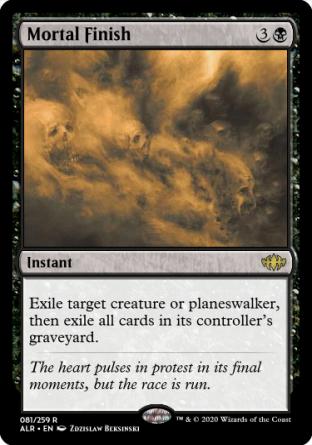 Mortal Finish 3
Instant
Exile target creature or planeswalker,
then exile all cards in its controller's
graveyard.
The heart pulses in protest in its final
moments, but the race is run.
081/259 R
ALR • EN Zdzislaw Beksinski
™ & © 2020 Wizards of the Coast